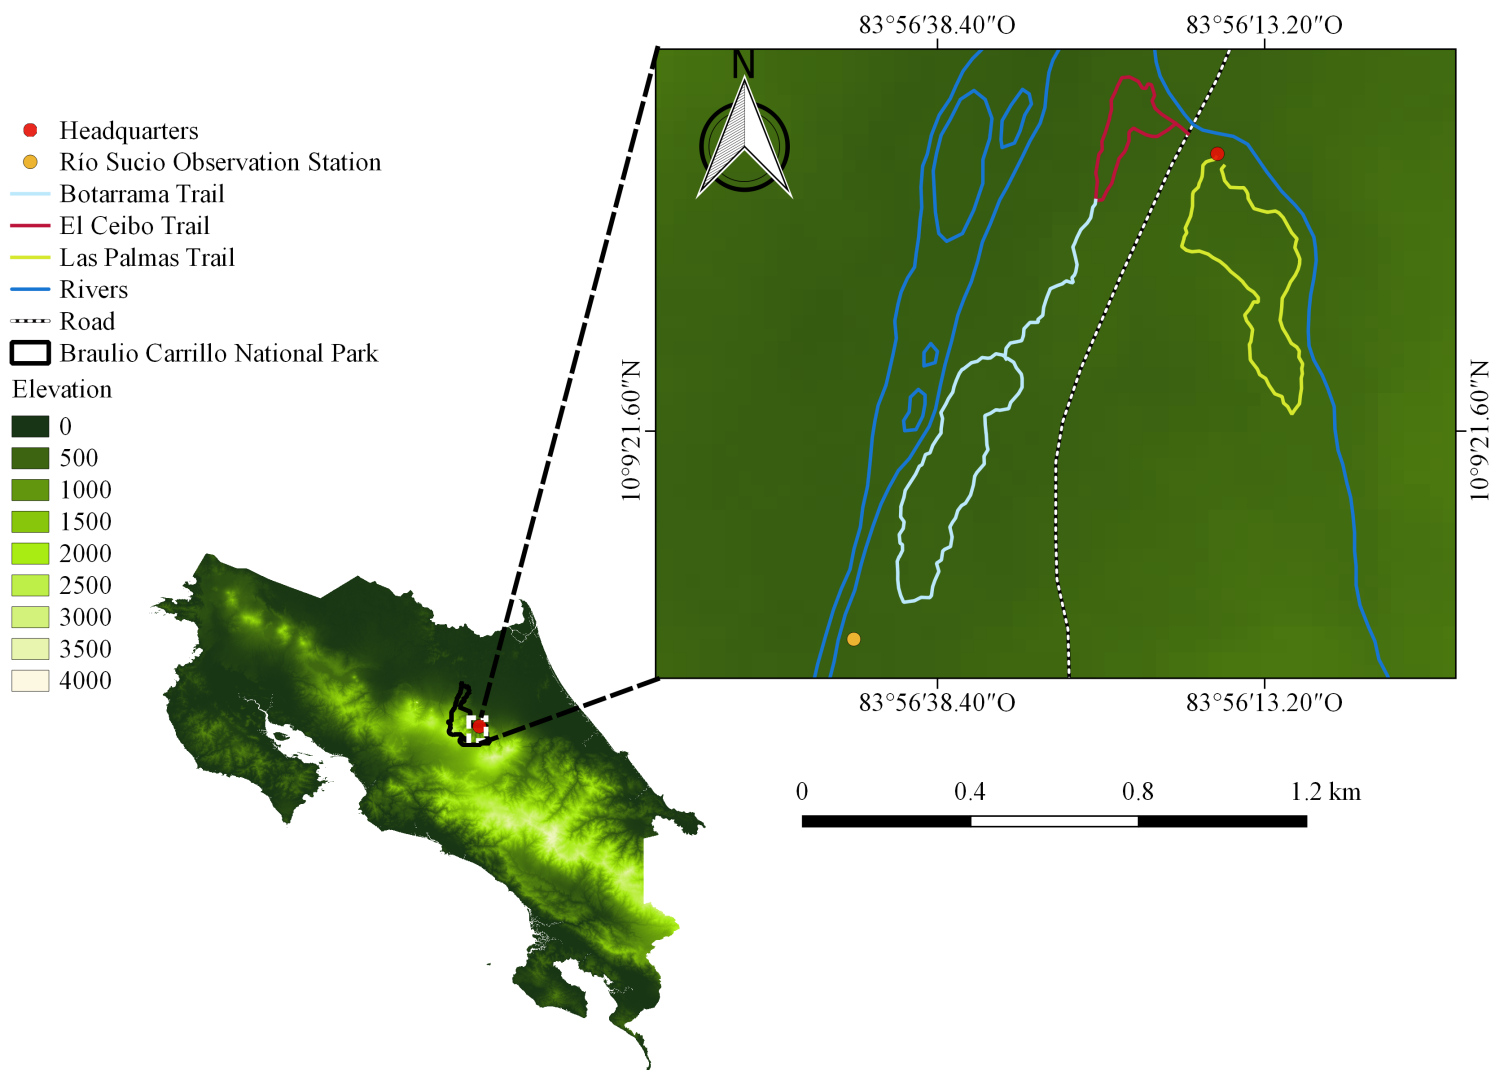 83°56′38.40″O 83°56′13.20″O
N
Headquarters
Río Sucio Observation Station
Botarrama Trail
El Ceibo Trail
Las Palmas Trail
Rivers
Road
Braulio Carrillo National Park
Elevation
0
500
1000
1500
2000
2500
3000
3500
4000
10°9′21.60″N
10°9′21.60″N
83°56′38.40″O 83°56′13.20″O
0 0.4 0.8 1.2 km